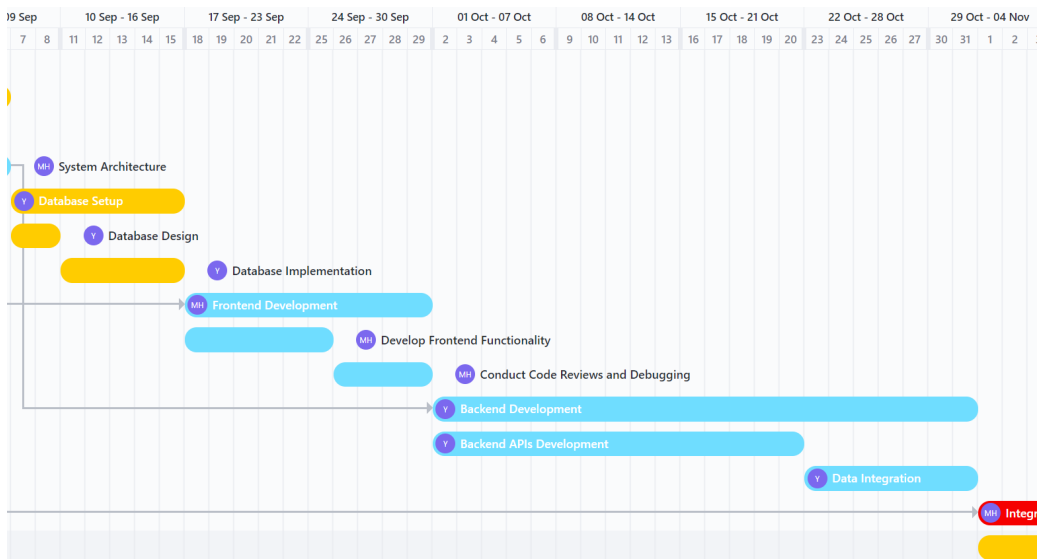 09 Sep 10 Sep - 16 Sep 17 Sep - 23 Sep 24 Sep - 30 Sep 01 Oct - 07 Oct 08 Oct - 14 Oct 15 Oct - 21 Oct 22 Oct - 28 Oct 29 Oct - 04 Nov
7 8 11 12 13 14 15 18 19 20 21 22 25 26 27 28 29 2 3 4 5 6 9 10 11 12 13 16 17 18 19 20 23 24 25 26 27 30 31 1 2
MH System Architecture
Y Database Setup
Y Database Design
Y Database Implementation
MH Frontend Development
MH Develop Frontend Functionality
MH Conduct Code Reviews and Debugging
Y Backend Development
Y Backend APIs Development
Y Data Integration
MH Integr